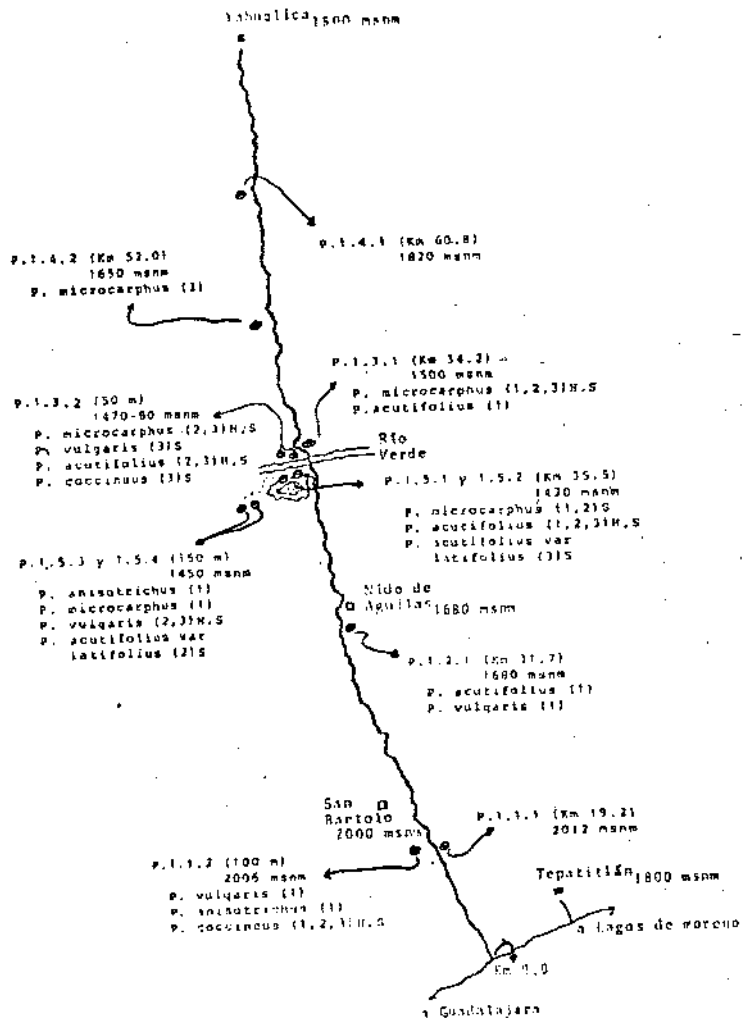 Yahualica 1800 msnm
P.1.4.1 (Km 60.8)
1820 msnm
P.1.4.2 (Km 52.0)
1650 msnm
P. microcarphus (3)
P.1.3.1 (Km 34.2)
1500 msnm
P. microcarphus (1,2,3)H,S
P.acutifolius (1)
P.1.3.2 (50 m)
1470-80 msnm
P. microcarphus (2,3)H,S
P. vulgaris (3)S
P. acutifolius (2,3)H,S
P. coccineus (3)S
Río
Verde
P.1.5.1 y 1.5.2 (Km 35.5)
1430 msnm
P. microcarphus (1,2)S
P. acutifolius (1,2,3)H,S
P. acutifolius var
latifolius (3)S
P.1.5.3 y 1.5.4 (150 m)
1450 msnm
P. anisotrichus (1)
P. microcarphus (1)
P. vulgaris (2,3)H,S
P. acutifolius var
latifolius (2)S
Nido de
Aguilas 1680 msnm
P.1.2.1 (Km 31.7)
1680 msnm
P. acutifolius (1)
P. vulgaris (1)
San
Bartolo
2000 msnm
P.1.1.1 (Km 19.2)
2012 msnm
P.1.1.2 (100 m)
2006 msnm
P. vulgaris (1)
P. anisotrichus (1)
P. coccineus (1,2,3)H,S
Tepatitlán 1800 msnm
a Lagos de moreno
Km 0.0
a Guadalajara